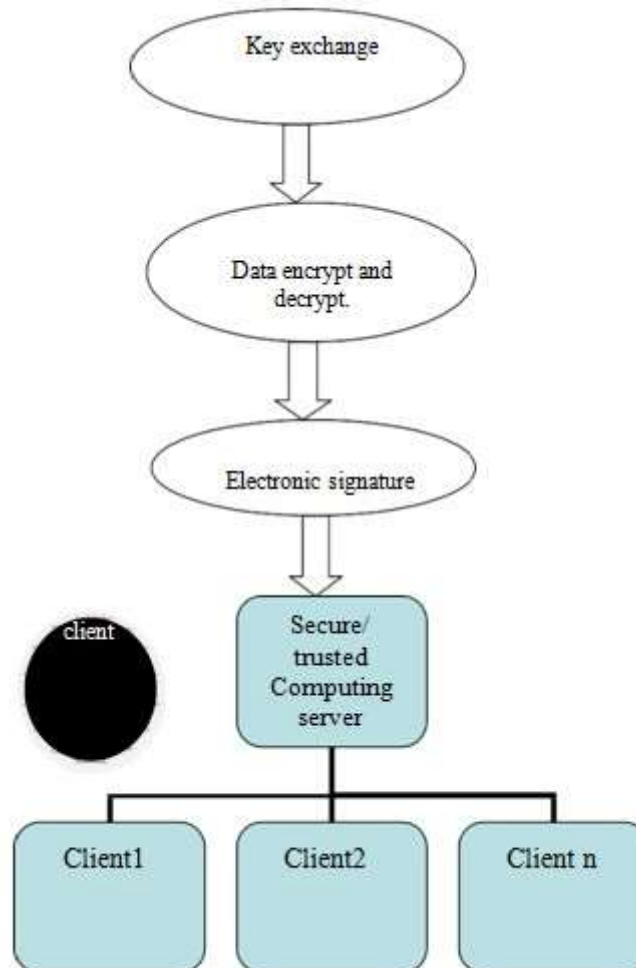 Key exchange
Data encrypt and
decrypt.
Electronic signature
client
Secure/
trusted
Computing
server
Client1
Client2
Client n